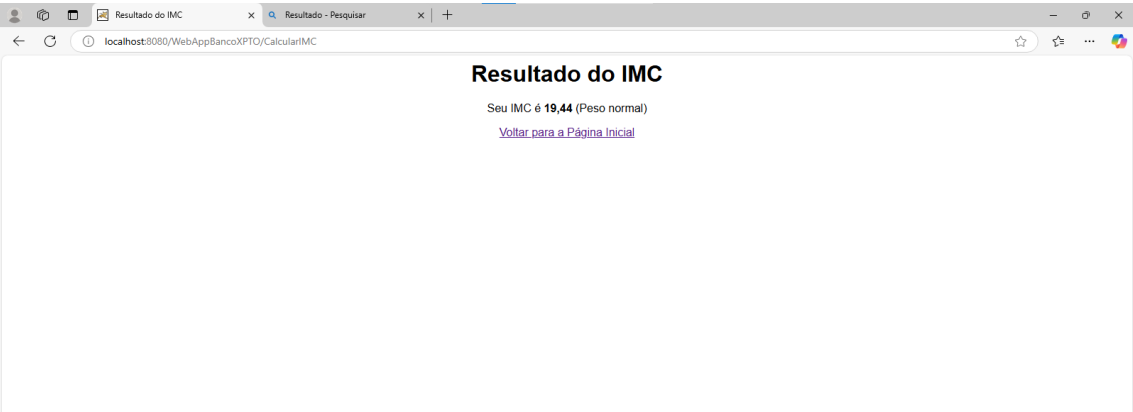 Resultado do IMC
Resultado - Pesquisar
localhost:8080/WebAppBancoXPTO/CalcularIMC
Resultado do IMC
Seu IMC é 19,44 (Peso normal)
Voltar para a Página Inicial